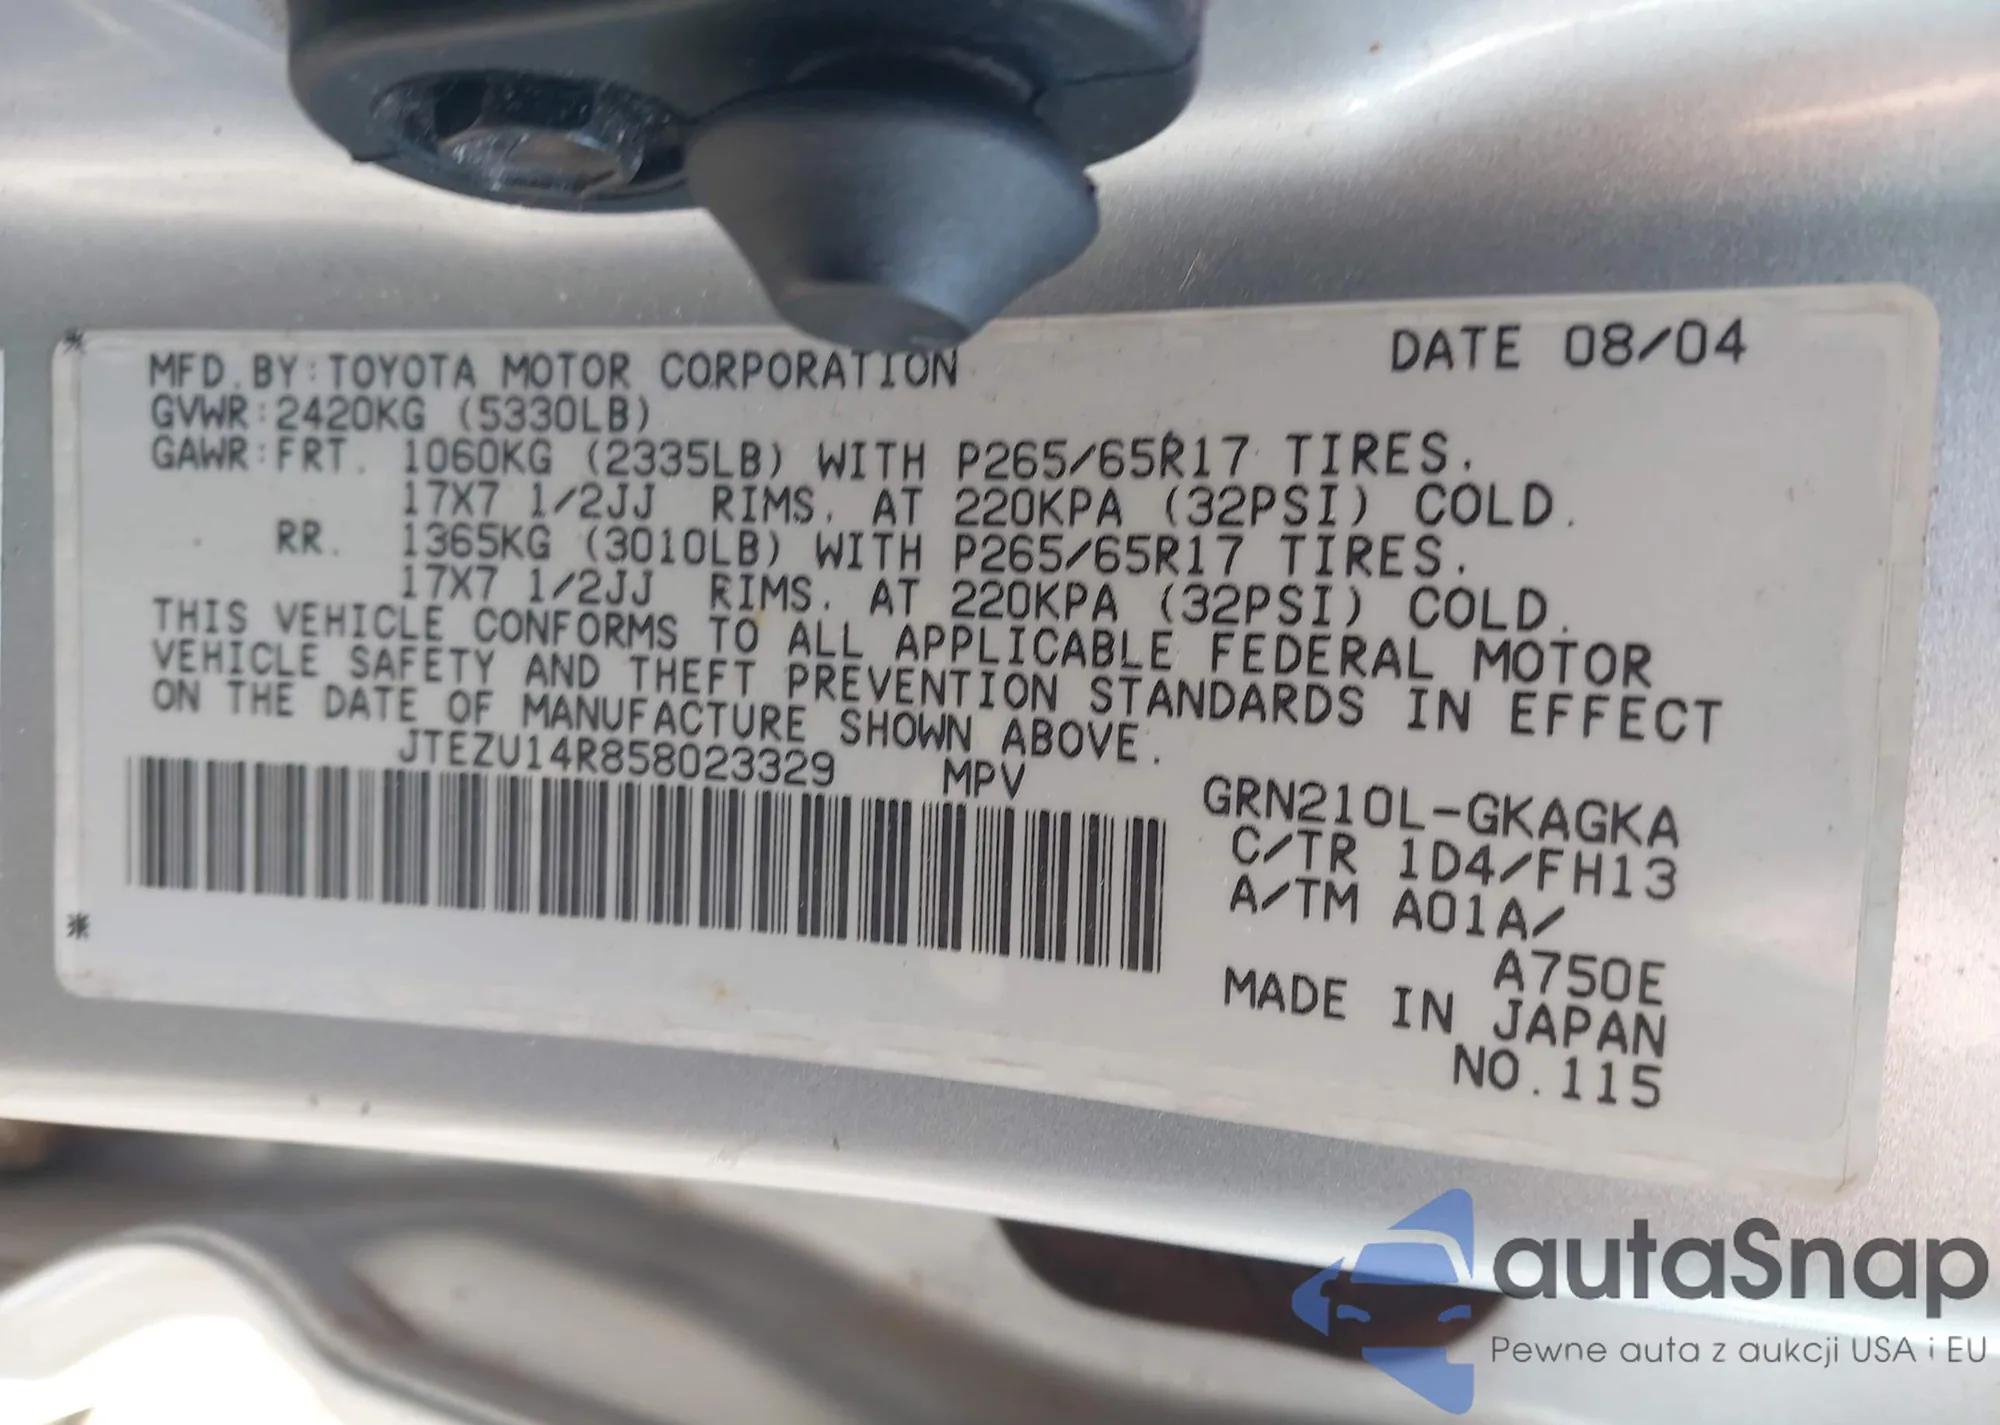 DATE 08/04
MFD. BY: TOYOTA MOTOR CORPORATION
GVWR: 2420KG (5330LB)
GAWR: FRT. 1060KG (2335LB) WITH P265/65R17 TIRES.
17X7 1/2JJ RIMS. AT 220KPA (32PSI) COLD.
RR. 1365KG (3010LB) WITH P265/65R17 TIRES.
17X7 1/2JJ RIMS. AT 220KPA (32PSI) COLD.
THIS VEHICLE CONFORMS TO ALL APPLICABLE FEDERAL MOTOR
VEHICLE SAFETY AND THEFT PREVENTION STANDARDS IN EFFECT
ON THE DATE OF MANUFACTURE SHOWN ABOVE.
JTEZU14R858023329 MPV
GRN210L-GKAGKA
C/TR 1D4/FH13
A/TM A01A/
A750E
MADE IN JAPAN
NO. 115
autaSnap
Pewne auta z aukcji USA i EU